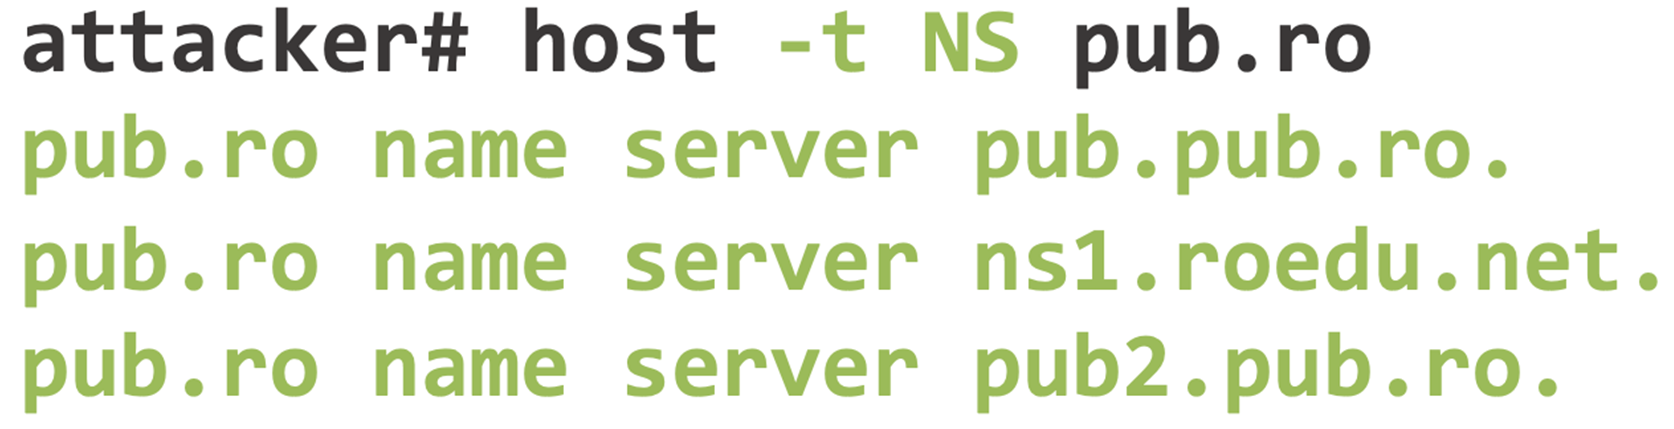 attacker# host -t NS pub.ro
pub.ro name server pub.pub.ro.
pub.ro name server ns1.roedu.net.
pub.ro name server pub2.pub.ro.